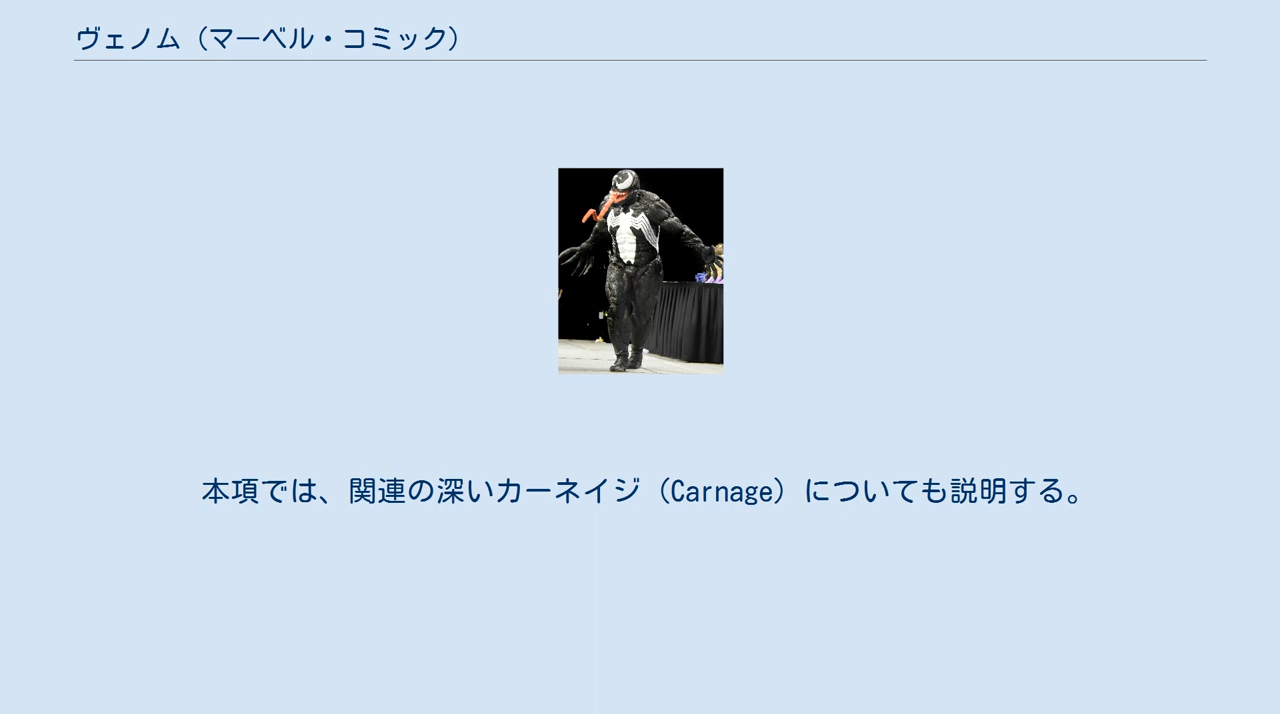 ヴェノム（マーベル・コミック）
本項では、関連の深いカーネイジ（Carnage）についても説明する。